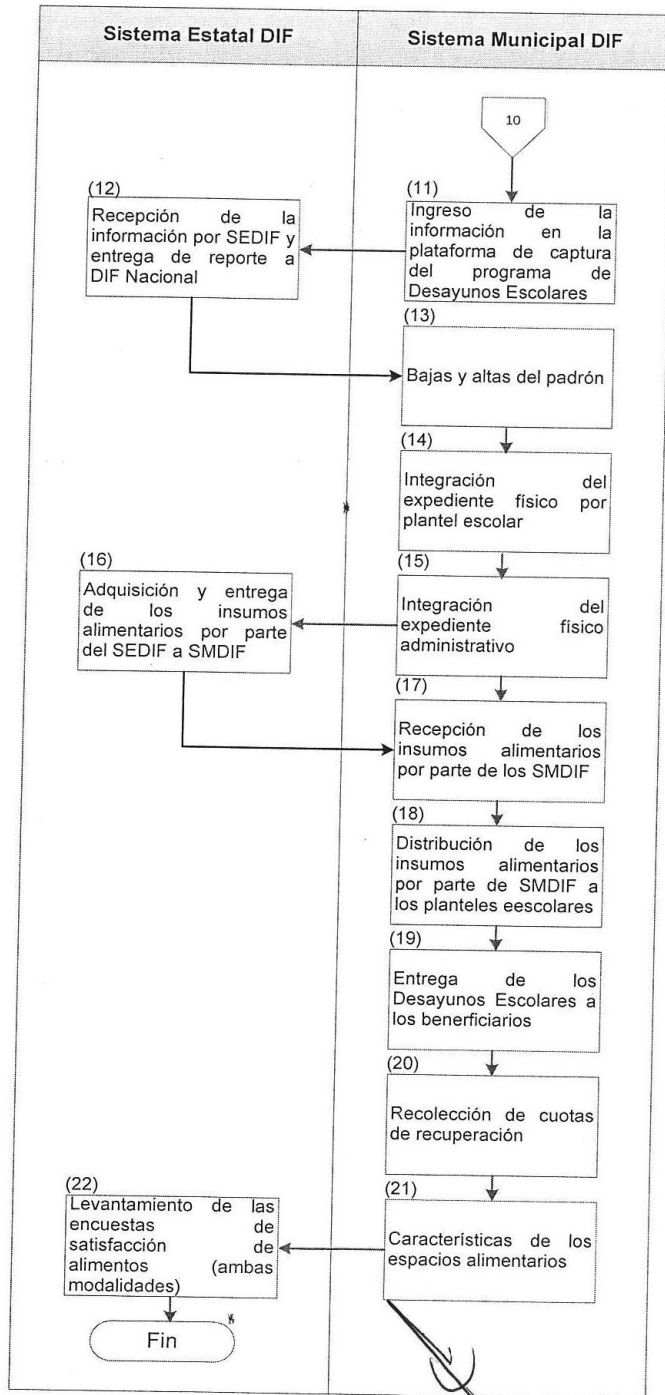 Sistema Estatal DIF
Sistema Municipal DIF
10
(11)
Ingreso de la
información en la
plataforma de captura
del programa de
Desayunos Escolares
(12)
Recepción de la
información por SEDIF y
entrega de reporte a
DIF Nacional
(13)
Bajas y altas del padrón
(14)
Integración del
expediente físico por
plantel escolar
(15)
Integración del
expediente físico
administrativo
(16)
Adquisición y entrega
de los insumos
alimentarios por parte
del SEDIF a SMDIF
(17)
Recepción de los
insumos alimentarios
por parte de los SMDIF
(18)
Distribución de los
insumos alimentarios
por parte de SMDIF a
los planteles eescolares
(19)
Entrega de los
Desayunos Escolares a
los benerficiarios
(20)
Recolección de cuotas
de recuperación
(21)
Características de los
espacios alimentarios
(22)
Levantamiento de las
encuestas de
satisfacción de
alimentos (ambas
modalidades)
Fin